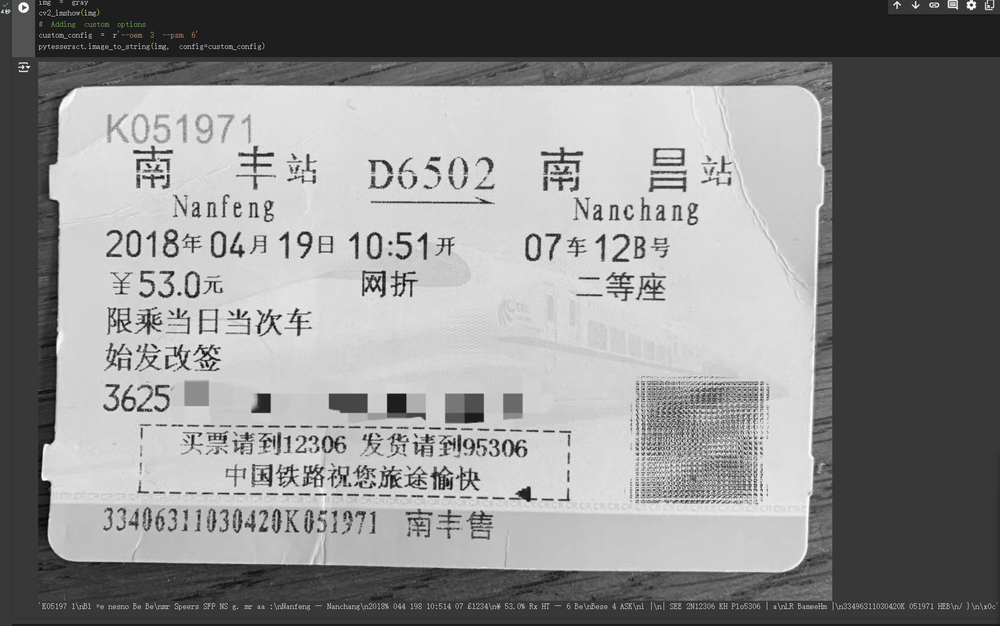 4秒
img = gray
cv2_imshow(img)
# Adding custom options
custom_config = r'--oem 3 --psm 6'
pytesseract.image_to_string(img, config=custom_config)
K051971
南 丰站 D6502 南 昌站
Nanfeng Nanchang
2018年04月19日 10:51开 07车12B号
￥53.0元 网折 二等座
限乘当日当次车
始发改签
3625
买票请到12306 发货请到95306
中国铁路祝您旅途愉快
33406311030420K051971 南丰售
'K05197 1\nB1 =e nesno Be Be\nmr Speers SFP NS g. mr aa :\nNanfeng — Nanchang\n2018% 044 198 10:514 07 £1234\n¥ 53.0% Rx HT — 6 Be\nBese 4 ASK\ni |\n| SEE 2N12306 KH Plo5306 | a\nLR BameeHm |\n33496311030420K 051971 HEB\n/ }\n\x0c'